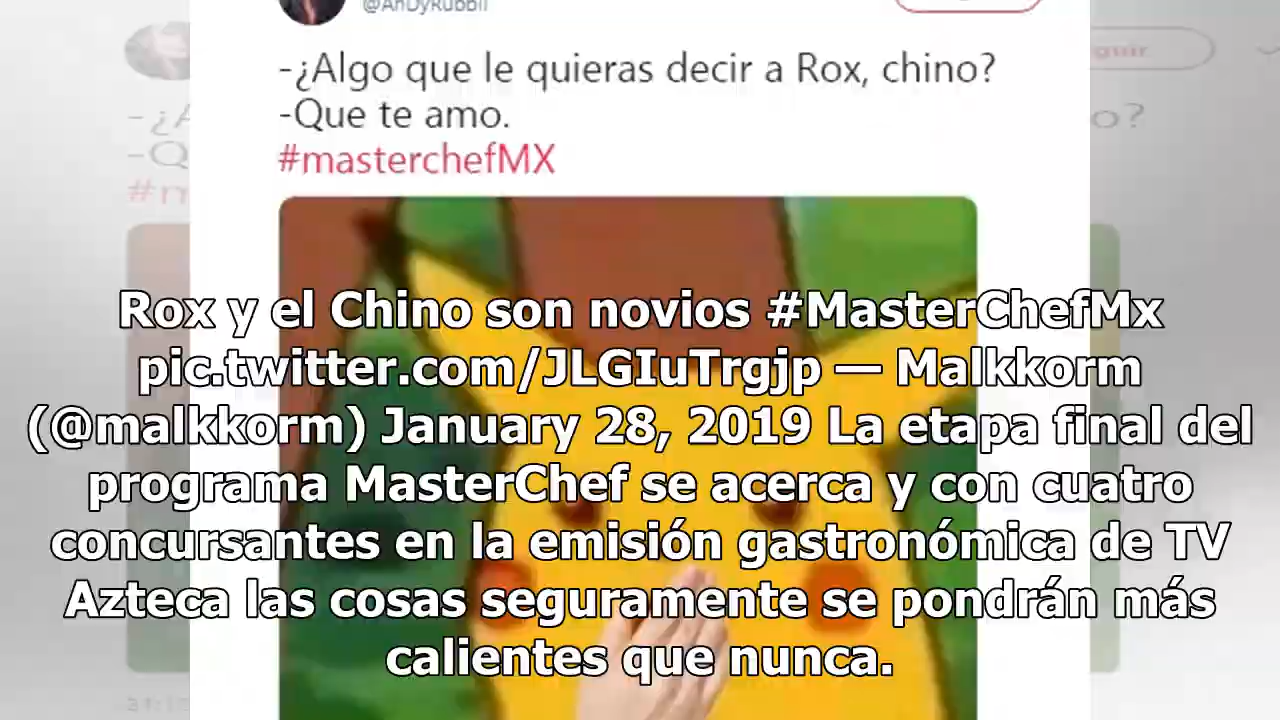 @AnDyRubbII
-¿Algo que le quieras decir a Rox, chino?
-Que te amo.
#masterchefMX
Rox y el Chino son novios #MasterChefMx
pic.twitter.com/JLGIuTrgjp — Malkkorm
(@malkkorm) January 28, 2019 La etapa final del
programa MasterChef se acerca y con cuatro
concursantes en la emisión gastronómica de TV
Azteca las cosas seguramente se pondrán más
calientes que nunca.